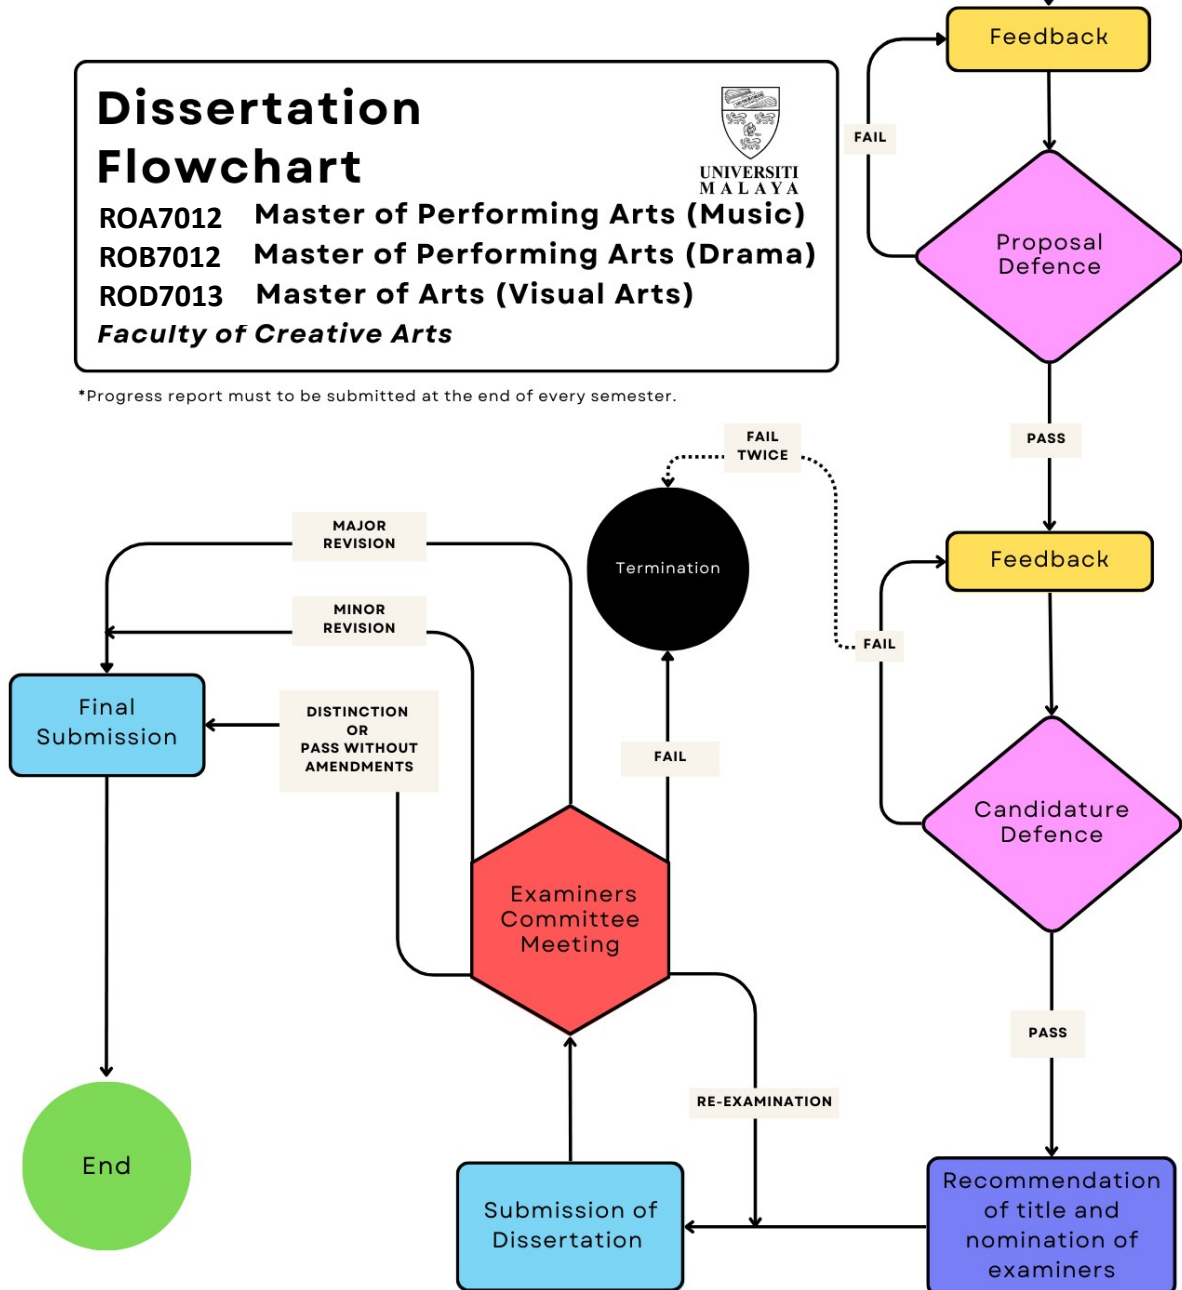 Dissertation
Flowchart
UNIVERSITI
MALAYA
ROA7012 Master of Performing Arts (Music)
ROB7012 Master of Performing Arts (Drama)
ROD7013 Master of Arts (Visual Arts)
Faculty of Creative Arts
*Progress report must to be submitted at the end of every semester.
Feedback
FAIL
Proposal
Defence
PASS
Feedback
FAIL
FAIL
TWICE
Termination
Candidature
Defence
PASS
Recommendation
of title and
nomination of
examiners
Submission of
Dissertation
RE-EXAMINATION
Examiners
Committee
Meeting
FAIL
MAJOR
REVISION
MINOR
REVISION
DISTINCTION
OR
PASS WITHOUT
AMENDMENTS
Final
Submission
End